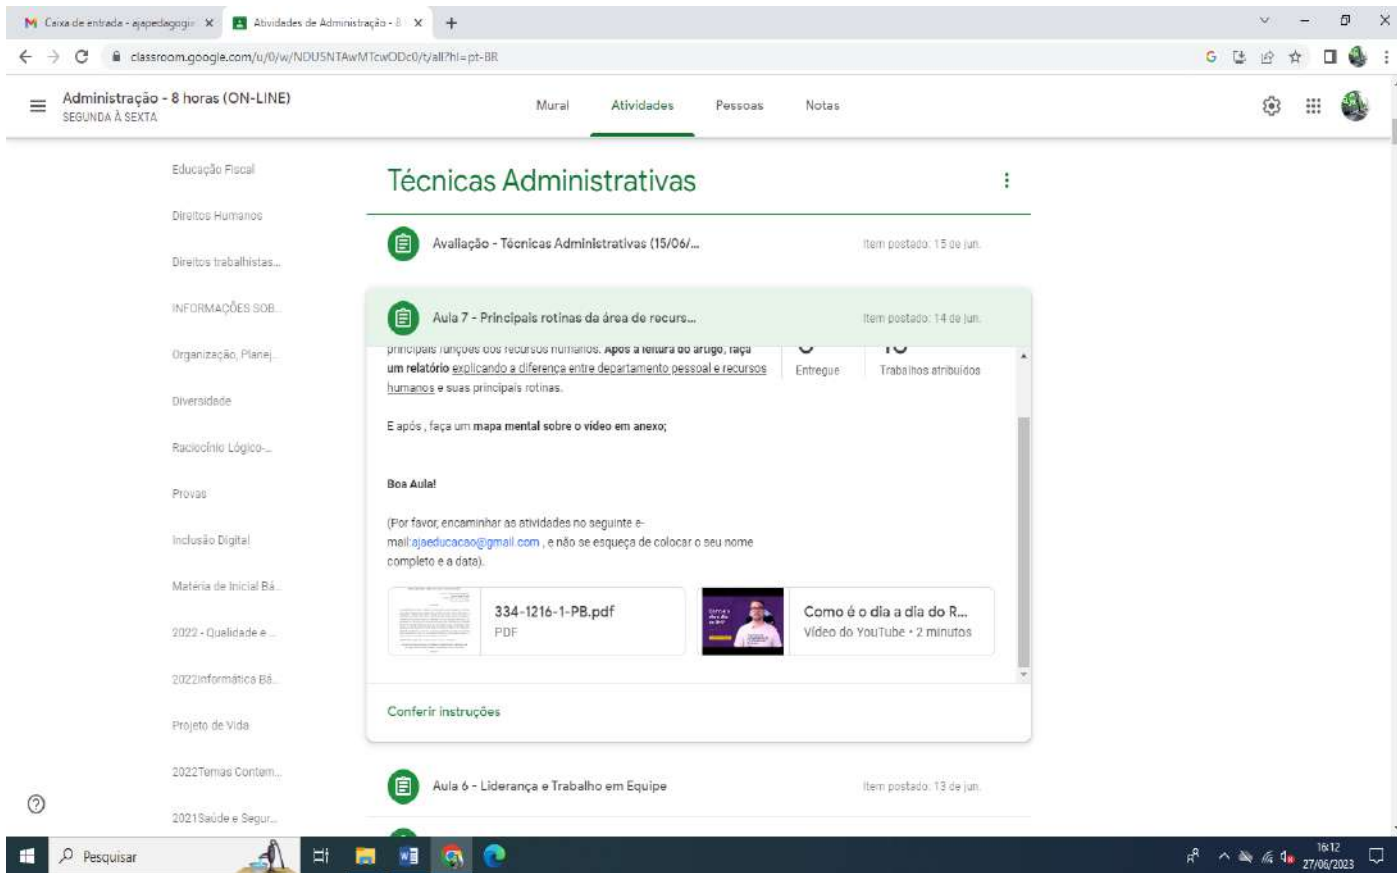 Caixa de entrada - ajapedagogi
Atividades de Administração - 8
classroom.google.com/u/0/w/NDU5NTAwMTcwODc0/t/all?hl=pt-BR
Administração - 8 horas (ON-LINE)
SEGUNDA À SEXTA
Mural
Atividades
Pessoas
Notas
Educação Fiscal
Direitos Humanos
Direitos trabalhistas...
INFORMAÇÕES SOB...
Organização, Planej...
Diversidade
Raciocínio Lógico-...
Provas
Inclusão Digital
Matéria de Inicial Bá...
2022 - Qualidade e ...
2022Informática Bá...
Projeto de Vida
2022Temas Contem...
2021Saúde e Segur...
Técnicas Administrativas
Avaliação - Técnicas Administrativas (15/06/...
Item postado: 15 de jun.
Aula 7 - Principais rotinas da área de recurs...
Item postado: 14 de jun.
principais funções dos recursos humanos. Após a leitura do artigo, faça
um relatório explicando a diferença entre departamento pessoal e recursos
humanos e suas principais rotinas.
Entregue
Trabalhos atribuídos
E após , faça um mapa mental sobre o vídeo em anexo;
Boa Aula!
(Por favor, encaminhar as atividades no seguinte e-
mail:ajaeducacao@gmail.com , e não se esqueça de colocar o seu nome
completo e a data).
334-1216-1-PB.pdf
PDF
Como é o dia a dia do R...
Vídeo do YouTube • 2 minutos
Conferir instruções
Aula 6 - Liderança e Trabalho em Equipe
Item postado: 13 de jun.
Pesquisar
16:12
27/06/2023